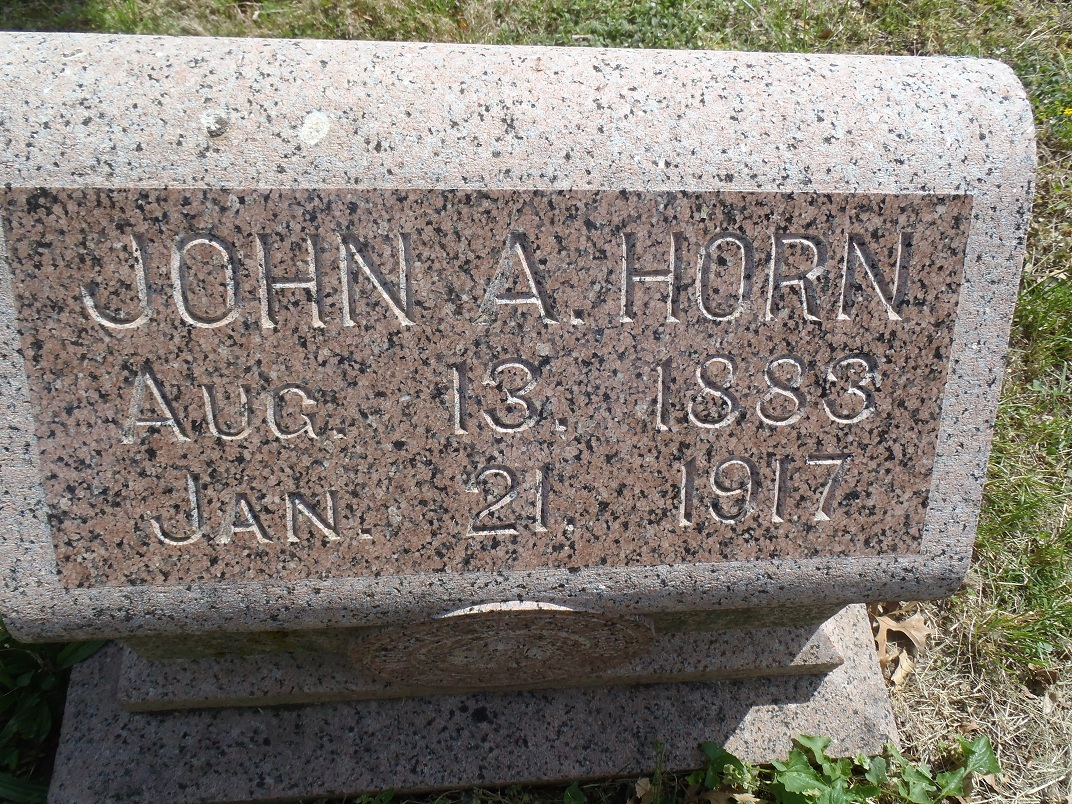 JOHN A. HORN
AUG. 13. 1883
JAN. 21. 1917